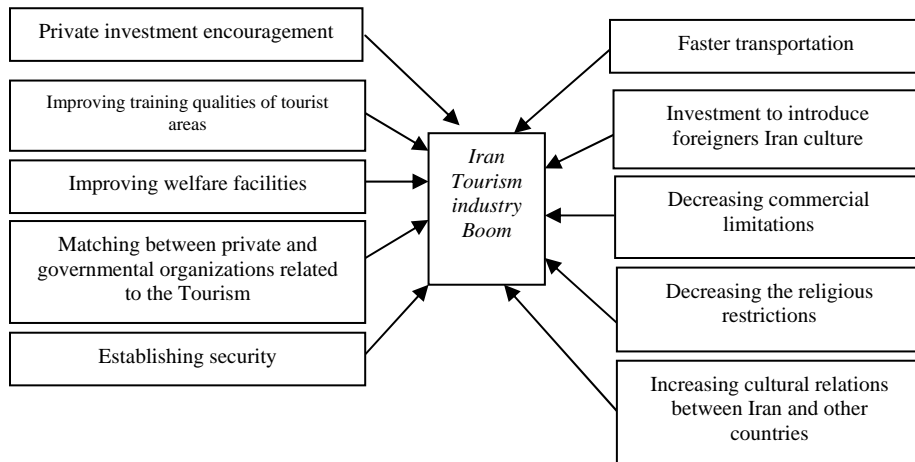 Private investment encouragement
Improving training qualities of tourist
areas
Improving welfare facilities
Matching between private and
governmental organizations related
to the Tourism
Establishing security
Iran
Tourism
industry
Boom
Faster transportation
Investment to introduce
foreigners Iran culture
Decreasing commercial
limitations
Decreasing the religious
restrictions
Increasing cultural relations
between Iran and other
countries